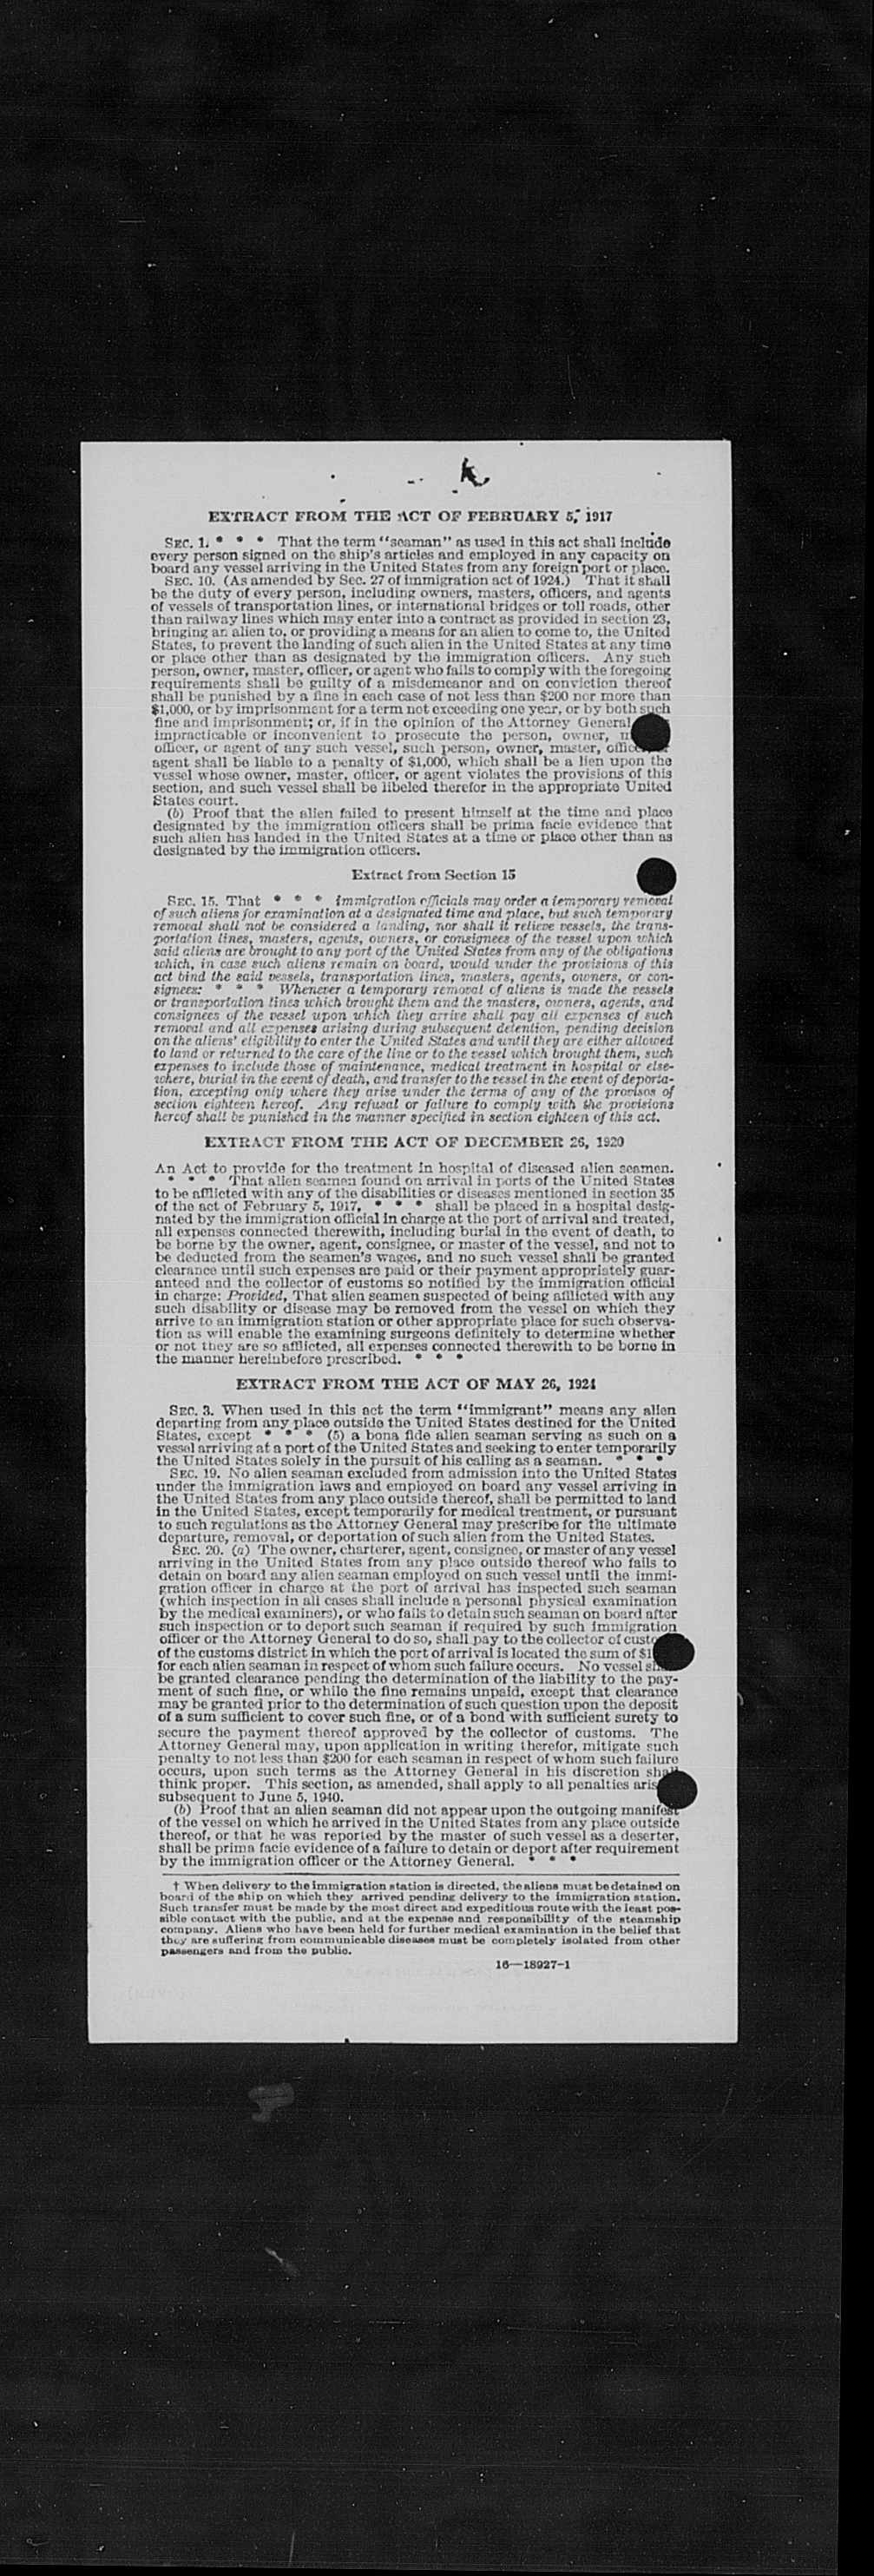 EXTRACT FROM THE ACT OF FEBRUARY 5, 1917
SEC. 1. * * * That the term "seaman" as used in this act shall include
every person signed on the ship's articles and employed in any capacity on
board any vessel arriving in the United States from any foreign port or place.
SEC. 10. (As amended by Sec. 27 of immigration act of 1924.) That it shall
be the duty of every person, including owners, masters, officers, and agents
of vessels of transportation lines, or international bridges or toll roads, other
than railway lines which may enter into a contract as provided in section 23,
bringing an alien to, or providing a means for an alien to come to, the United
States, to prevent the landing of such alien in the United States at any time
or place other than as designated by the immigration officers. Any such
person, owner, master, officer, or agent who fails to comply with the foregoing
requirements shall be guilty of a misdemeanor and on conviction thereof
shall be punished by a fine in each case of not less than $200 nor more than
$1,000, or by imprisonment for a term not exceeding one year, or by both such
fine and imprisonment; or, if in the opinion of the Attorney General
impracticable or inconvenient to prosecute the person, owner,
officer, or agent of any such vessel, such person, owner, master,
agent shall be liable to a penalty of $1,000, which shall be a lien upon the
vessel whose owner, master, officer, or agent violates the provisions of this
section, and such vessel shall be libeled therefor in the appropriate United
States court.
(b) Proof that the alien failed to present himself at the time and place
designated by the immigration officers shall be prima facie evidence that
such alien has landed in the United States at a time or place other than as
designated by the immigration officers.
Extract from Section 15
SEC. 15. That * * * immigration officials may order a temporary removal
of such aliens for examination at a designated time and place, but such temporary
removal shall not be considered a landing, nor shall it relieve vessels, the trans-
portation lines, masters, agents, owners, or consignees of the vessel upon which
said aliens are brought to any port of the United States from any of the obligations
which, in case such aliens remain on board, would under the provisions of this
act bind the said vessels, transportation lines, masters, agents, owners, or con-
signees: * * * Whenever a temporary removal of aliens is made the vessels
or transportation lines which brought them and the masters, owners, agents, and
consignees of the vessel upon which they arrive shall pay all expenses of such
removal and all expenses arising during subsequent detention, pending decision
on the aliens' eligibility to enter the United States and until they are either allowed
to land or returned to the care of the line or to the vessel which brought them, such
expenses to include those of maintenance, medical treatment in hospital or else-
where, burial in the event of death, and transfer to the vessel in the event of deporta-
tion, excepting only where they arise under the terms of any of the provisos of
section eighteen hereof. Any refusal or failure to comply with the provisions
hereof shall be punished in the manner specified in section eighteen of this act.
EXTRACT FROM THE ACT OF DECEMBER 26, 1920
An Act to provide for the treatment in hospital of diseased alien seamen.
* * * That alien seamen found on arrival in ports of the United States
to be afflicted with any of the disabilities or diseases mentioned in section 35
of the act of February 5, 1917, * * * shall be placed in a hospital desig-
nated by the immigration official in charge at the port of arrival and treated,
all expenses connected therewith, including burial in the event of death, to
be borne by the owner, agent, consignee, or master of the vessel, and not to
be deducted from the seamen's wages, and no such vessel shall be granted
clearance until such expenses are paid or their payment appropriately guar-
anteed and the collector of customs so notified by the immigration official
in charge: Provided, That alien seamen suspected of being afflicted with any
such disability or disease may be removed from the vessel on which they
arrive to an immigration station or other appropriate place for such observa-
tion as will enable the examining surgeons definitely to determine whether
or not they are so afflicted, all expenses connected therewith to be borne in
the manner hereinbefore prescribed. * * *
EXTRACT FROM THE ACT OF MAY 26, 1924
SEC. 3. When used in this act the term "immigrant" means any alien
departing from any place outside the United States destined for the United
States, except * * * (5) a bona fide alien seaman serving as such on a
vessel arriving at a port of the United States and seeking to enter temporarily
the United States solely in the pursuit of his calling as a seaman. * * *
SEC. 19. No alien seaman excluded from admission into the United States
under the immigration laws and employed on board any vessel arriving in
the United States from any place outside thereof, shall be permitted to land
in the United States, except temporarily for medical treatment, or pursuant
to such regulations as the Attorney General may prescribe for the ultimate
departure, removal, or deportation of such alien from the United States.
SEC. 20. (a) The owner, charterer, agent, consignee, or master of any vessel
arriving in the United States from any place outside thereof who fails to
detain on board any alien seaman employed on such vessel until the immi-
gration officer in charge at the port of arrival has inspected such seaman
(which inspection in all cases shall include a personal physical examination
by the medical examiners), or who fails to detain such seaman on board after
such inspection or to deport such seaman if required by such immigration
officer or the Attorney General to do so, shall pay to the collector of
of the customs district in which the port of arrival is located the sum of
for each alien seaman in respect of whom such failure occurs. No vessel
be granted clearance pending the determination of the liability to the pay-
ment of such fine, or while the fine remains unpaid, except that clearance
may be granted prior to the determination of such question upon the deposit
of a sum sufficient to cover such fine, or of a bond with sufficient surety to
secure the payment thereof approved by the collector of customs. The
Attorney General may, upon application in writing therefor, mitigate such
penalty to not less than $200 for each seaman in respect of whom such failure
occurs, upon such terms as the Attorney General in his discretion shall
think proper. This section, as amended, shall apply to all penalties
subsequent to June 5, 1940.
(b) Proof that an alien seaman did not appear upon the outgoing manifest
of the vessel on which he arrived in the United States from any place outside
thereof, or that he was reported by the master of such vessel as a deserter,
shall be prima facie evidence of a failure to detain or deport after requirement
by the immigration officer or the Attorney General. * * *
† When delivery to the immigration station is directed, the aliens must be detained on
board of the ship on which they arrived pending delivery to the immigration station.
Such transfer must be made by the most direct and expeditious route with the least pos-
sible contact with the public, and at the expense and responsibility of the steamship
company. Aliens who have been held for further medical examination in the belief that
they are suffering from communicable diseases must be completely isolated from other
passengers and from the public.
16—18927-1